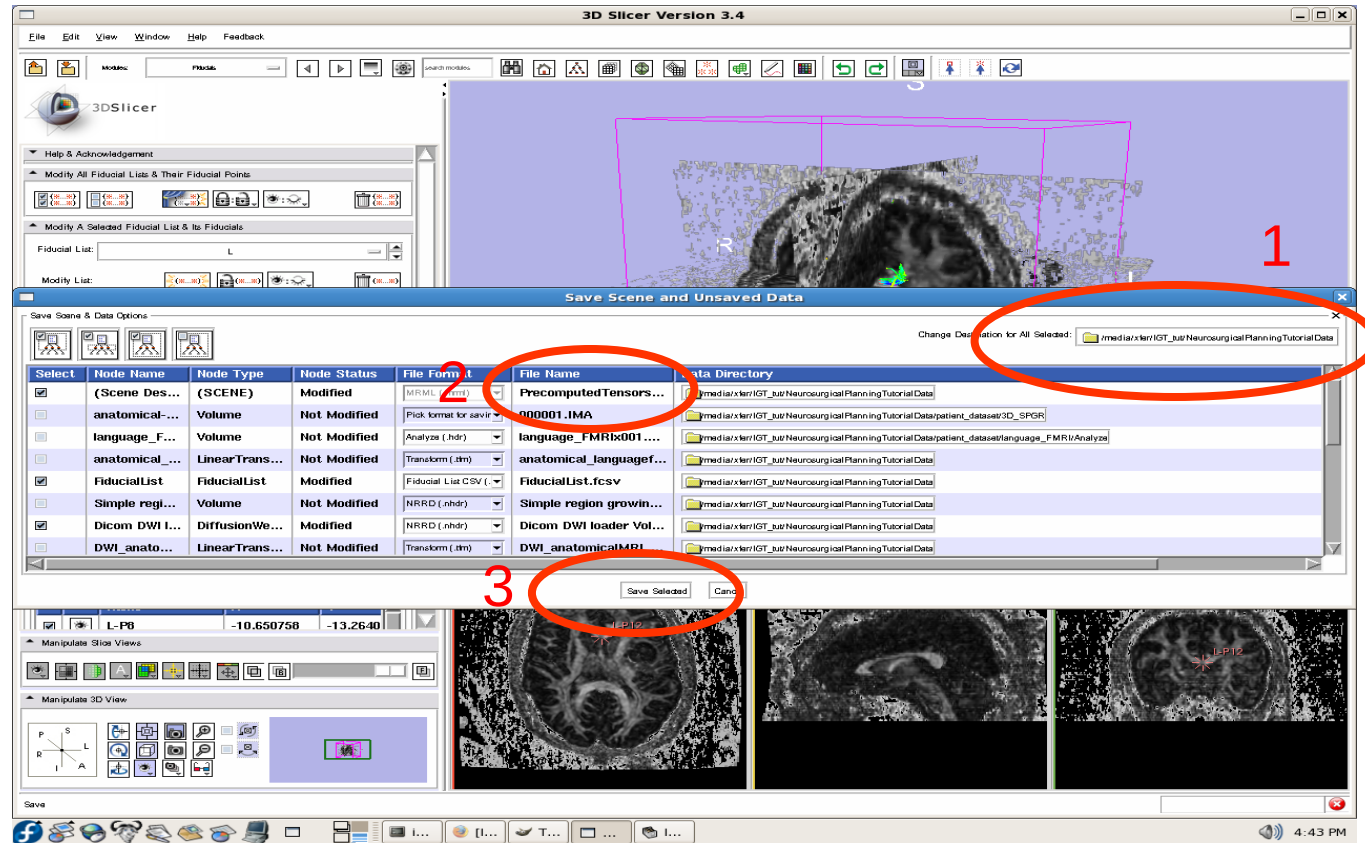 3D Slicer Version 3.4
File Edit View Window Help Feedback
Modules: Fiducials search modules
3DSlicer
S
Help & Acknowledgement
Modify All Fiducial Lists & Their Fiducial Points
Modify A Selected Fiducial List & Its Fiducials
Fiducial List: L
Modify List:
R
L
1
Save Scene and Unsaved Data
Save Scene & Data Options
Change Destination for All Selected: /media/xfer/IGT_tut/NeurosurgicalPlanningTutorialData
2
Select Node Name Node Type Node Status File Format File Name Data Directory
(Scene Des... (SCENE) Modified MRML (.mrml) PrecomputedTensors... /media/xfer/IGT_tut/NeurosurgicalPlanningTutorialData
anatomical-... Volume Not Modified Pick format for savin 000001.IMA /media/xfer/IGT_tut/NeurosurgicalPlanningTutorialData/patient_dataset/3D_SPGR
language_F... Volume Not Modified Analyze (.hdr) language_FMRIx001.... /media/xfer/IGT_tut/NeurosurgicalPlanningTutorialData/patient_dataset/language_FMRI/Analyze
anatomical_... LinearTrans... Not Modified Transform (.tfm) anatomical_languagef... /media/xfer/IGT_tut/NeurosurgicalPlanningTutorialData
FiducialList FiducialList Modified Fiducial List CSV (. FiducialList.fcsv /media/xfer/IGT_tut/NeurosurgicalPlanningTutorialData
Simple regi... Volume Not Modified NRRD (.nhdr) Simple region growin... /media/xfer/IGT_tut/NeurosurgicalPlanningTutorialData
Dicom DWI l... DiffusionWe... Modified NRRD (.nhdr) Dicom DWI loader Vol... /media/xfer/IGT_tut/NeurosurgicalPlanningTutorialData
DWI_anato... LinearTrans... Not Modified Transform (.tfm) DWI_anatomicalMRI... /media/xfer/IGT_tut/NeurosurgicalPlanningTutorialData
3
Save Selected
L-P8 -10.650758 -13.2640
L-P12
L-P12
Manipulate Slice Views
Manipulate 3D View
P S
R L
I A
Save
i... [I... T... ... I... 4:43 PM